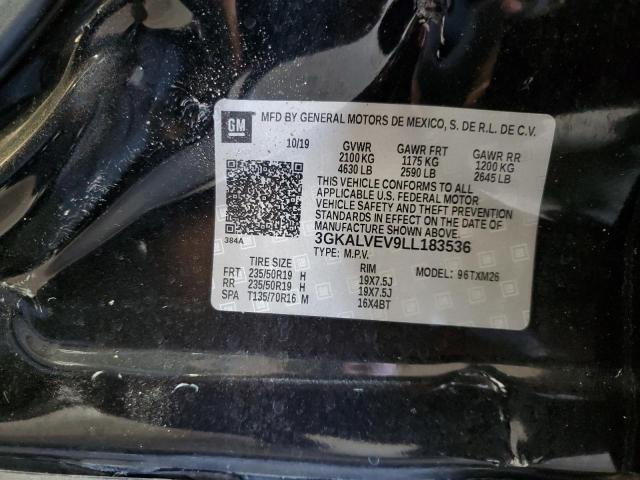 GM MFD BY GENERAL MOTORS DE MEXICO, S. DE R.L. DE C.V.
10/19 GVWR GAWR FRT GAWR RR
2100 KG 1175 KG 1200 KG
4630 LB 2590 LB 2645 LB
THIS VEHICLE CONFORMS TO ALL
APPLICABLE U.S. FEDERAL MOTOR
VEHICLE SAFETY AND THEFT PREVENTION
STANDARDS IN EFFECT ON THE DATE OF
MANUFACTURE SHOWN ABOVE.
384A 3GKALVEV9LL183536
TYPE: M.P.V.
TIRE SIZE RIM MODEL: 96TXM26
FRT 235/50R19 H 19X7.5J
RR 235/50R19 H 19X7.5J
SPA T135/70R16 M 16X4BT